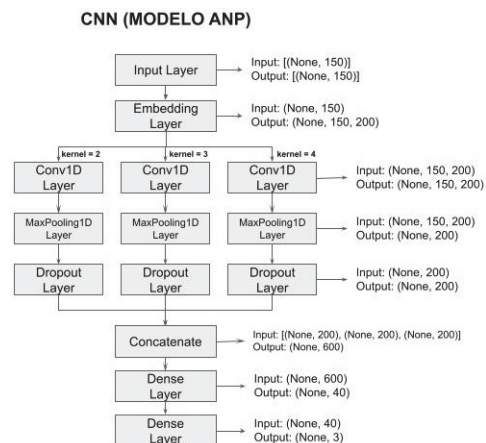 CNN (MODELO ANP)
Input Layer
Input: [(None, 150)]
Output: [(None, 150)]
Embedding
Layer
Input: (None, 150)
Output: (None, 150, 200)
kernel = 2
kernel = 3
kernel = 4
Conv1D
Layer
Conv1D
Layer
Conv1D
Layer
Input: (None, 150, 200)
Output: (None, 150, 200)
MaxPooling1D
Layer
MaxPooling1D
Layer
MaxPooling1D
Layer
Input: (None, 150, 200)
Output: (None, 200)
Dropout
Layer
Dropout
Layer
Dropout
Layer
Input: (None, 200)
Output: (None, 200)
Concatenate
Input: [(None, 200), (None, 200), (None, 200)]
Output: (None, 600)
Dense
Layer
Input: (None, 600)
Output: (None, 40)
Dense
Layer
Input: (None, 40)
Output: (None, 3)